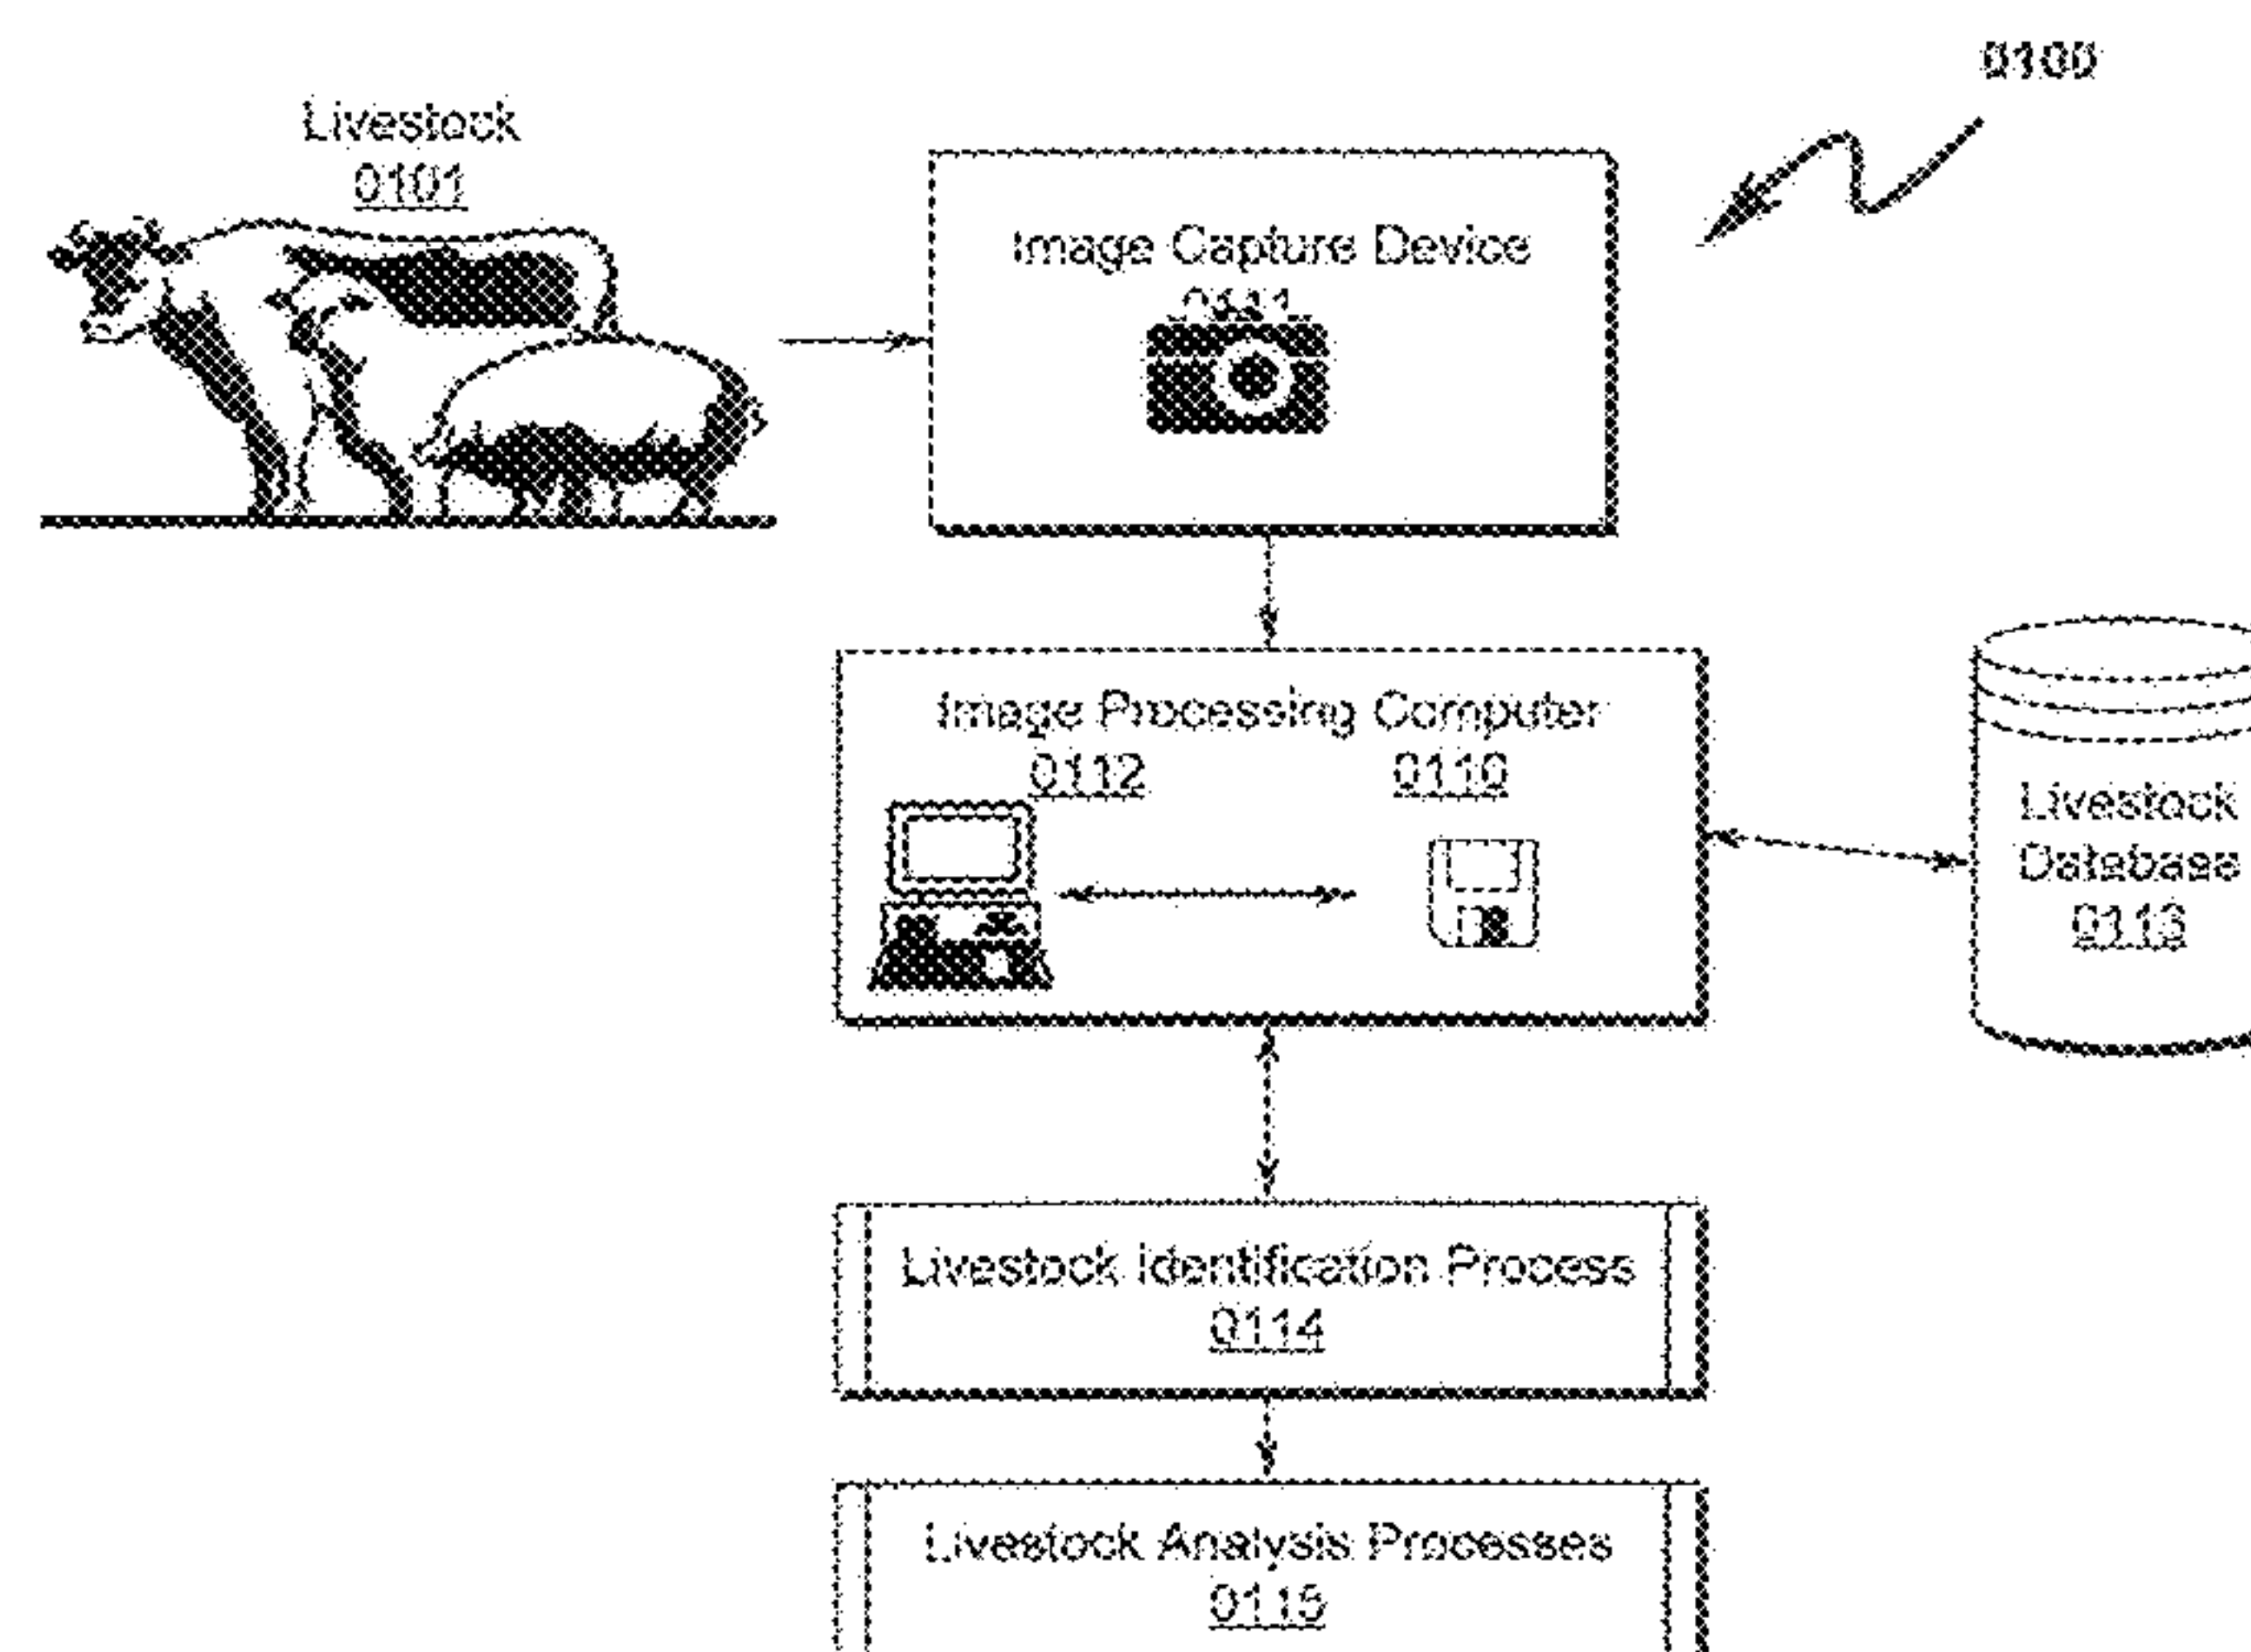 0100
Livestock
0101
Image Capture Device
0111
Image Processing Computer
0112 0110
Livestock
Database
0113
Livestock Identification Process
0114
Livestock Analysis Processes
0115